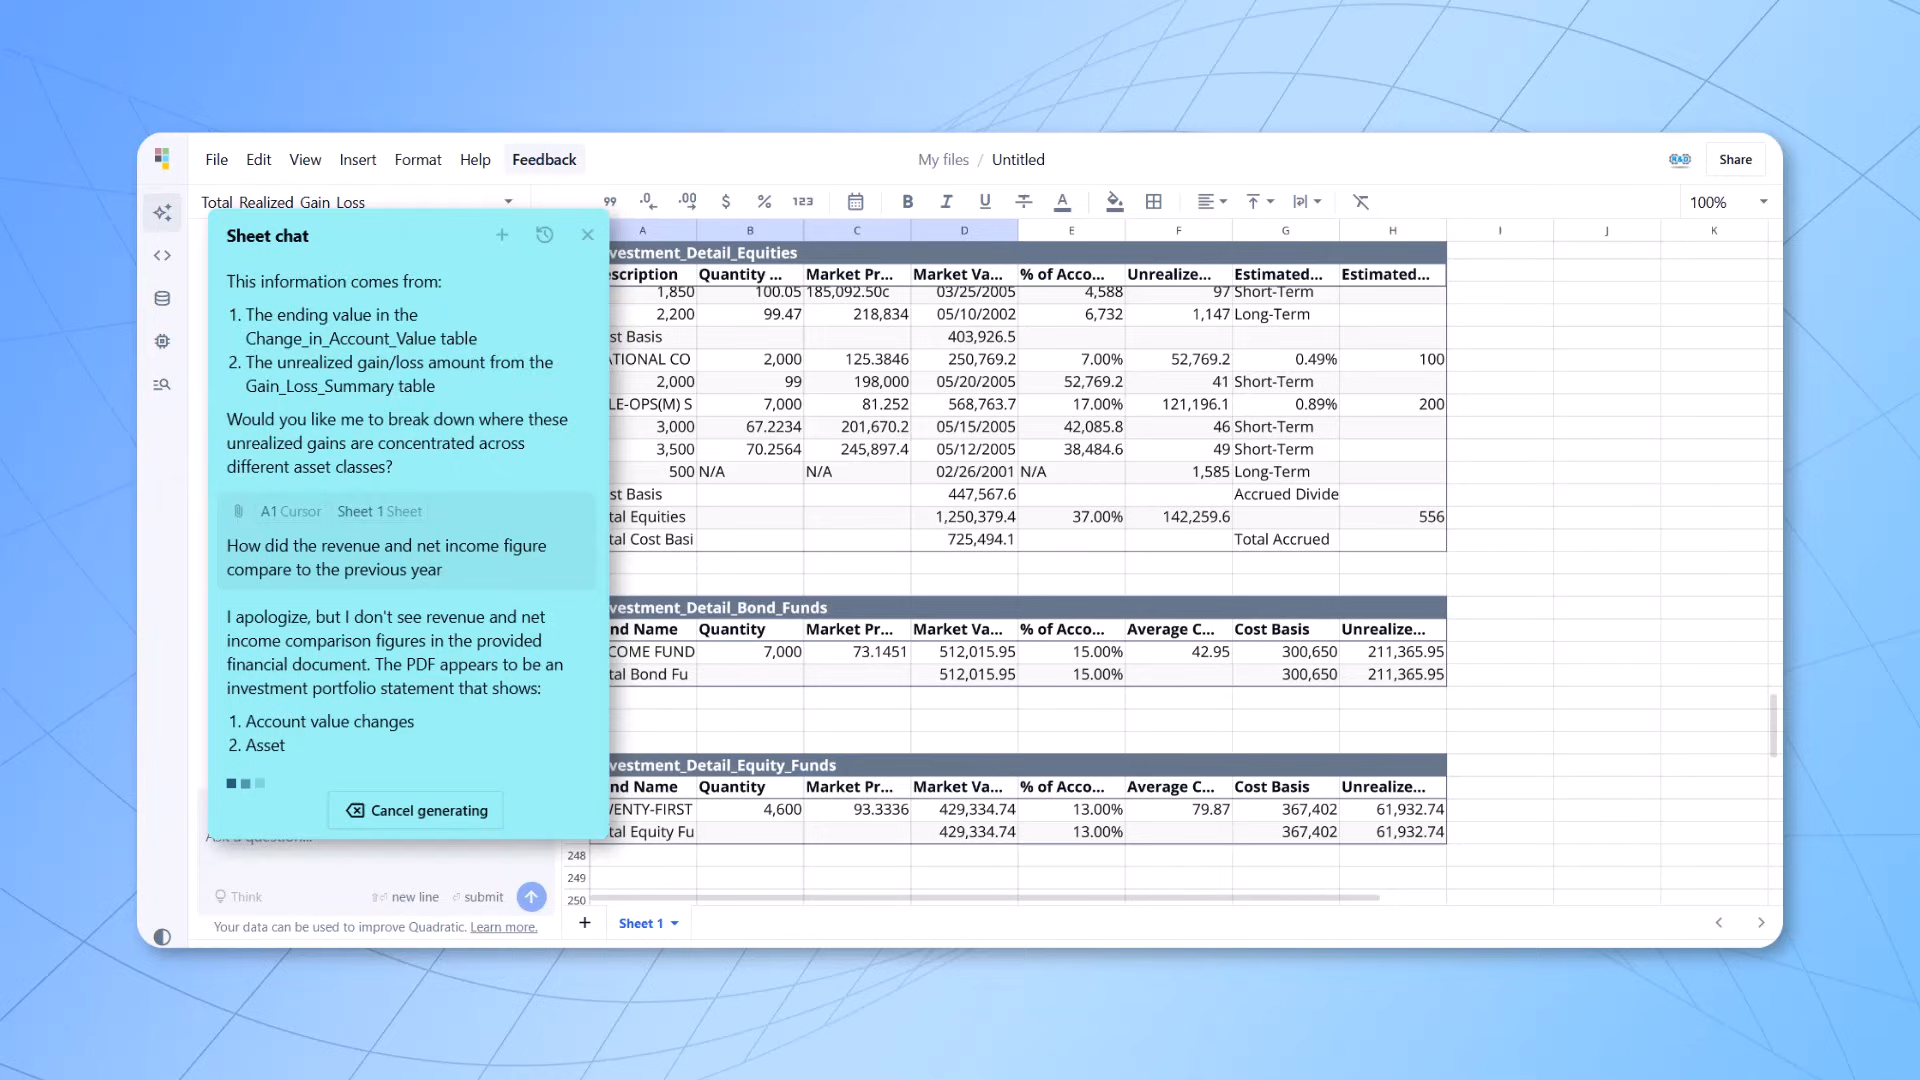 File Edit View Insert Format Help Feedback
My files / Untitled
Share
Total_Realized_Gain_Loss
99 .0 .00 $ % 123 B I U A
100%
Sheet chat
This information comes from:
1. The ending value in the
Change_in_Account_Value table
2. The unrealized gain/loss amount from the
Gain_Loss_Summary table
Would you like me to break down where these
unrealized gains are concentrated across
different asset classes?
A1 Cursor Sheet 1 Sheet
How did the revenue and net income figure
compare to the previous year
I apologize, but I don't see revenue and net
income comparison figures in the provided
financial document. The PDF appears to be an
investment portfolio statement that shows:
1. Account value changes
2. Asset
Cancel generating
Think new line submit
Your data can be used to improve Quadratic. Learn more.
A B C D E F G H I J K
vestment_Detail_Equities
scription Quantity ... Market Pr... Market Va... % of Acco... Unrealize... Estimated... Estimated...
1,850 100.05 185,092.50c 03/25/2005 4,588 97 Short-Term
2,200 99.47 218,834 05/10/2002 6,732 1,147 Long-Term
st Basis 403,926.5
ATIONAL CO 2,000 125.3846 250,769.2 7.00% 52,769.2 0.49% 100
2,000 99 198,000 05/20/2005 52,769.2 41 Short-Term
LE-OPS(M) S 7,000 81.252 568,763.7 17.00% 121,196.1 0.89% 200
3,000 67.2234 201,670.2 05/15/2005 42,085.8 46 Short-Term
3,500 70.2564 245,897.4 05/12/2005 38,484.6 49 Short-Term
500 N/A N/A 02/26/2001 N/A 1,585 Long-Term
st Basis 447,567.6 Accrued Divide
tal Equities 1,250,379.4 37.00% 142,259.6 556
tal Cost Basi 725,494.1 Total Accrued
vestment_Detail_Bond_Funds
nd Name Quantity Market Pr... Market Va... % of Acco... Average C... Cost Basis Unrealize...
COME FUND 7,000 73.1451 512,015.95 15.00% 42.95 300,650 211,365.95
tal Bond Fu 512,015.95 15.00% 300,650 211,365.95
vestment_Detail_Equity_Funds
nd Name Quantity Market Pr... Market Va... % of Acco... Average C... Cost Basis Unrealize...
WENTY-FIRST 4,600 93.3336 429,334.74 13.00% 79.87 367,402 61,932.74
tal Equity Fu 429,334.74 13.00% 367,402 61,932.74
248
249
250
+ Sheet 1